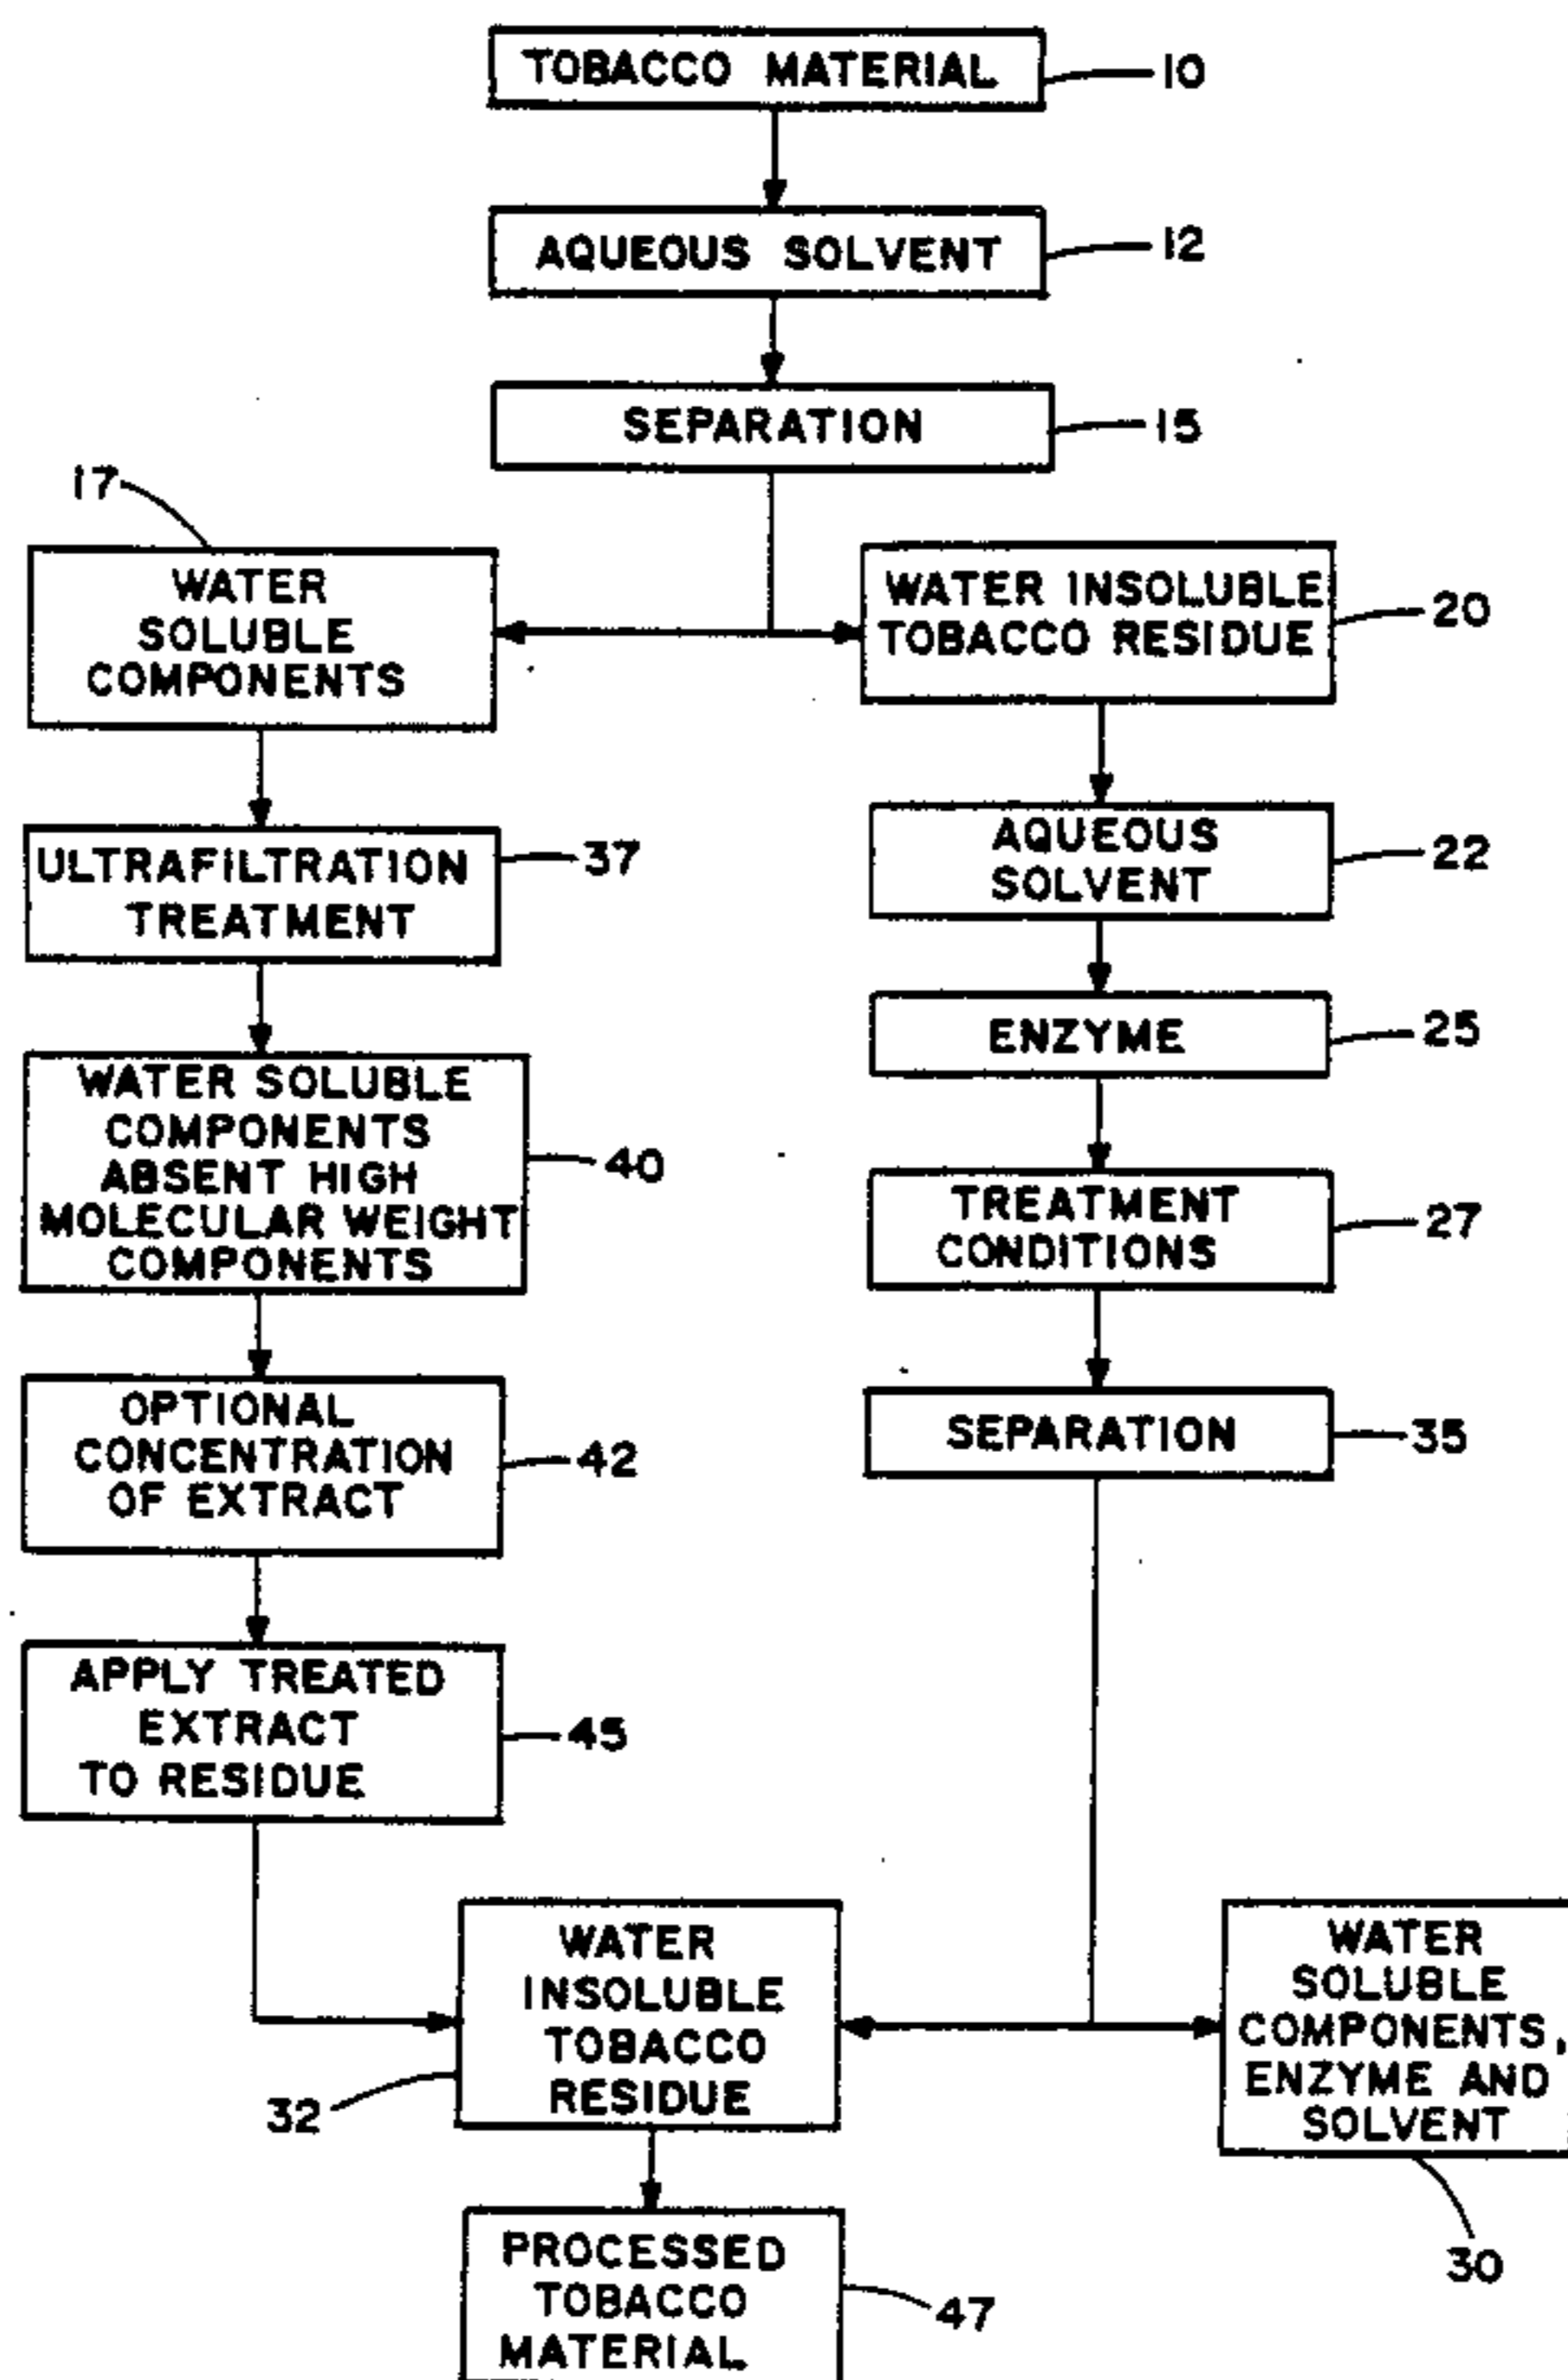 TOBACCO MATERIAL
10
AQUEOUS SOLVENT
12
SEPARATION
15
17
WATER
SOLUBLE
COMPONENTS
WATER INSOLUBLE
TOBACCO RESIDUE
20
ULTRAFILTRATION
TREATMENT
37
AQUEOUS
SOLVENT
22
ENZYME
25
WATER SOLUBLE
COMPONENTS
ABSENT HIGH
MOLECULAR WEIGHT
COMPONENTS
40
TREATMENT
CONDITIONS
27
OPTIONAL
CONCENTRATION
OF EXTRACT
42
SEPARATION
35
APPLY TREATED
EXTRACT
TO RESIDUE
45
WATER
INSOLUBLE
TOBACCO
RESIDUE
32
WATER
SOLUBLE
COMPONENTS,
ENZYME AND
SOLVENT
30
PROCESSED
TOBACCO
MATERIAL
47